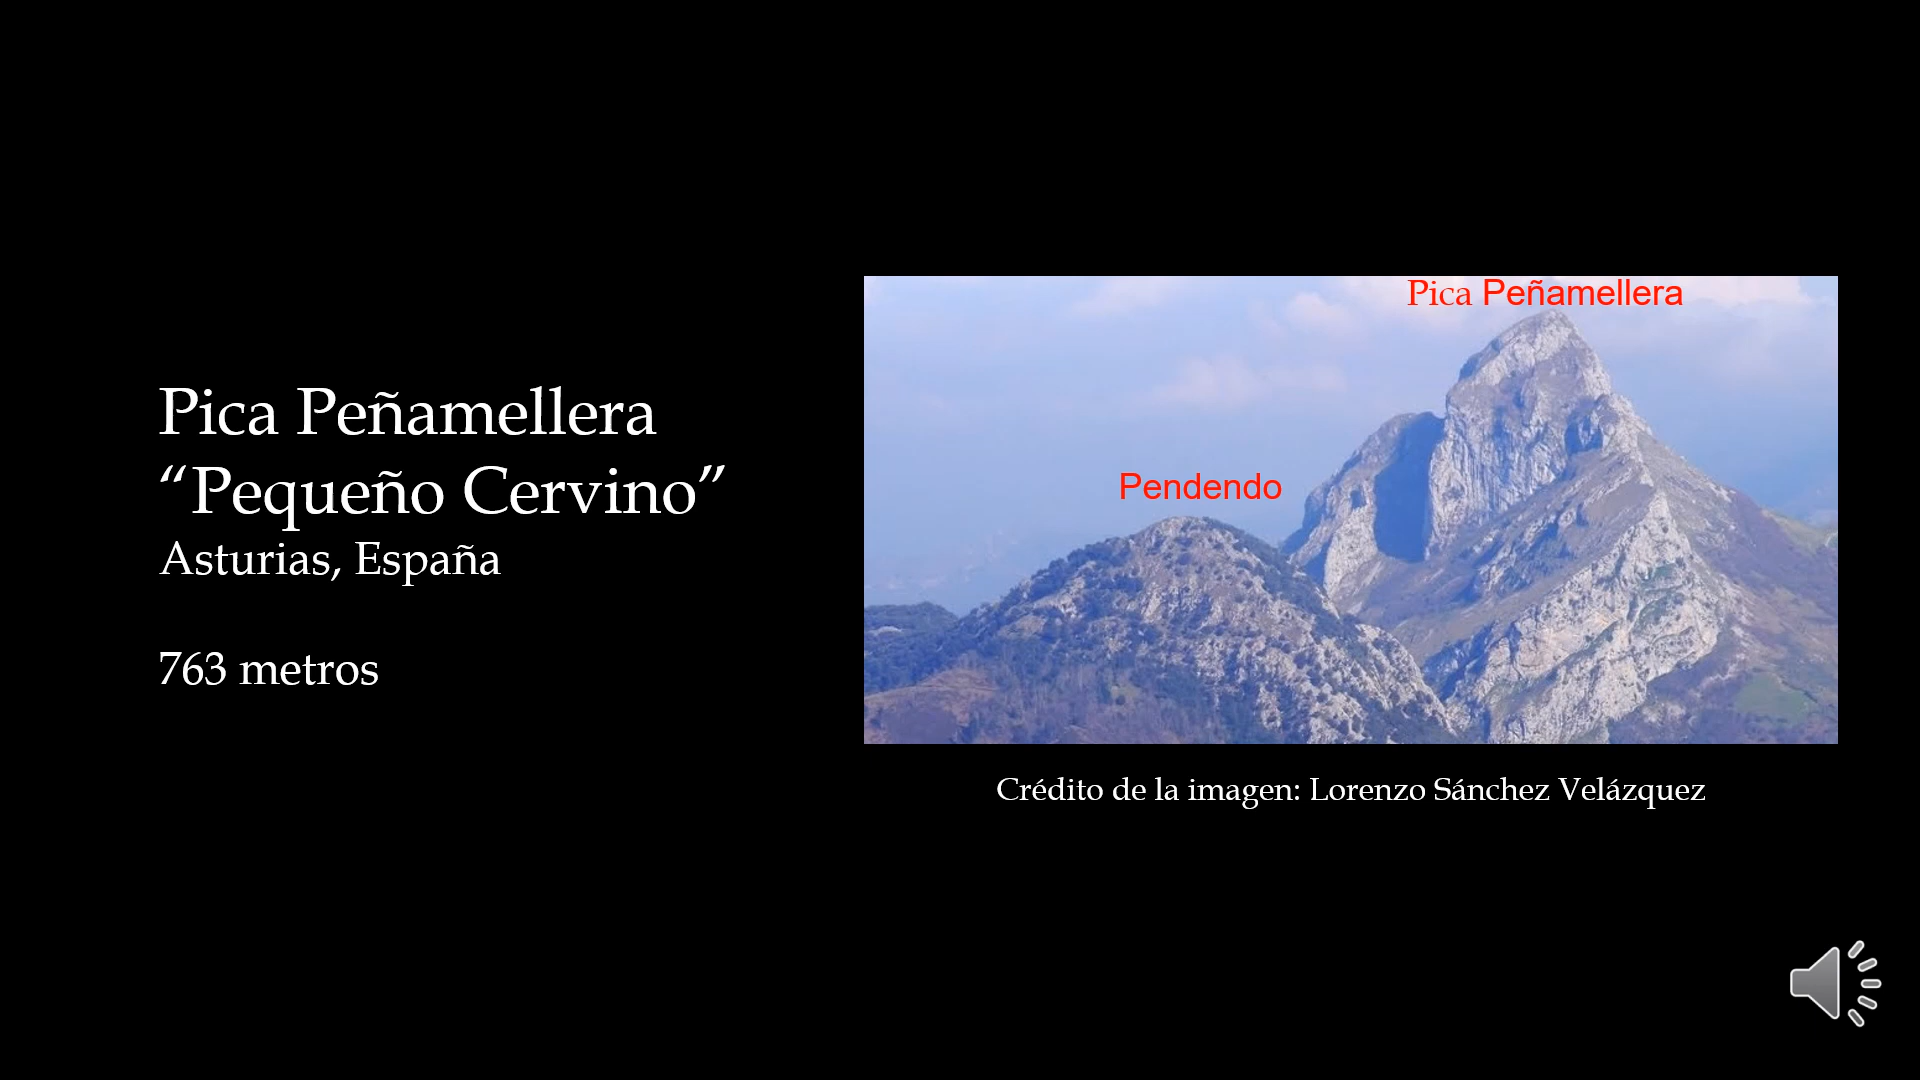 Pica Peñamellera
“Pequeño Cervino”
Asturias, España
763 metros
Pica Peñamellera
Pendendo
Crédito de la imagen: Lorenzo Sánchez Velázquez